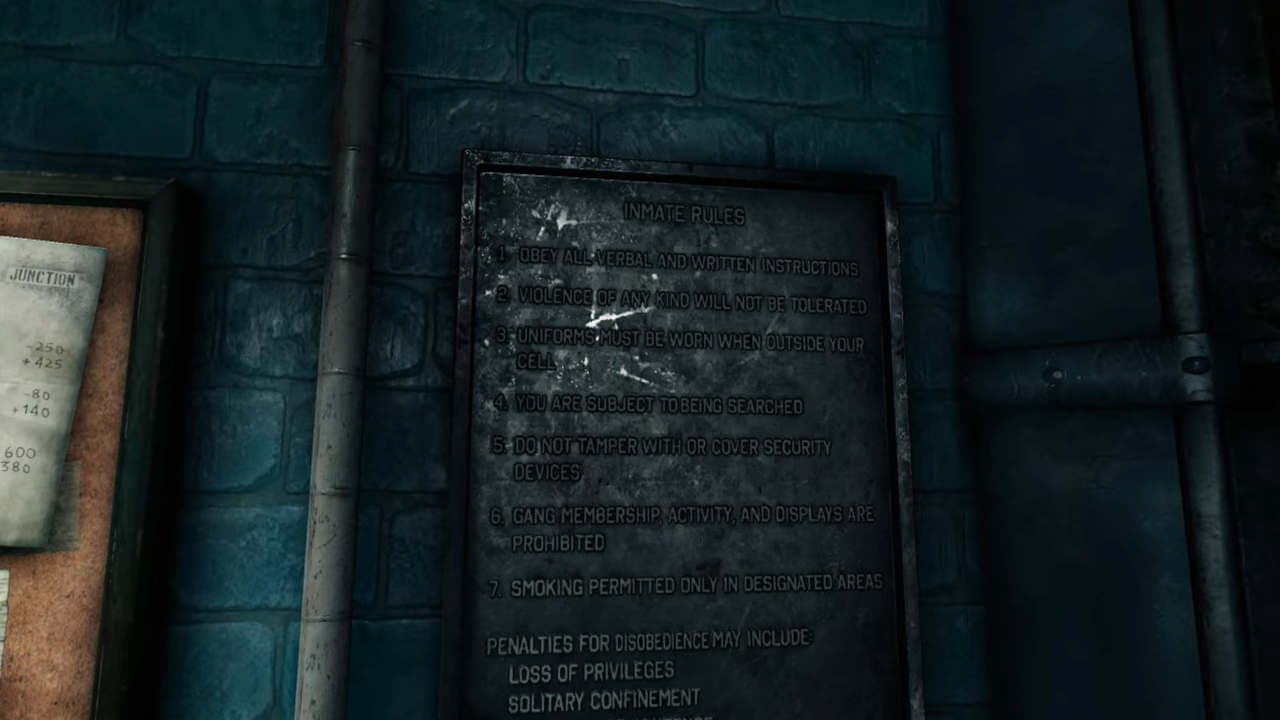 JUNCTION
-250
+425
-80
+140
600
380
INMATE RULES
1. OBEY ALL VERBAL AND WRITTEN INSTRUCTIONS
2. VIOLENCE OF ANY KIND WILL NOT BE TOLERATED
3. UNIFORMS MUST BE WORN WHEN OUTSIDE YOUR
CELL
4. YOU ARE SUBJECT TO BEING SEARCHED
5. DO NOT TAMPER WITH OR COVER SECURITY
DEVICES
6. GANG MEMBERSHIP, ACTIVITY, AND DISPLAYS ARE
PROHIBITED
7. SMOKING PERMITTED ONLY IN DESIGNATED AREAS
PENALTIES FOR DISOBEDIENCE MAY INCLUDE:
LOSS OF PRIVILEGES
SOLITARY CONFINEMENT